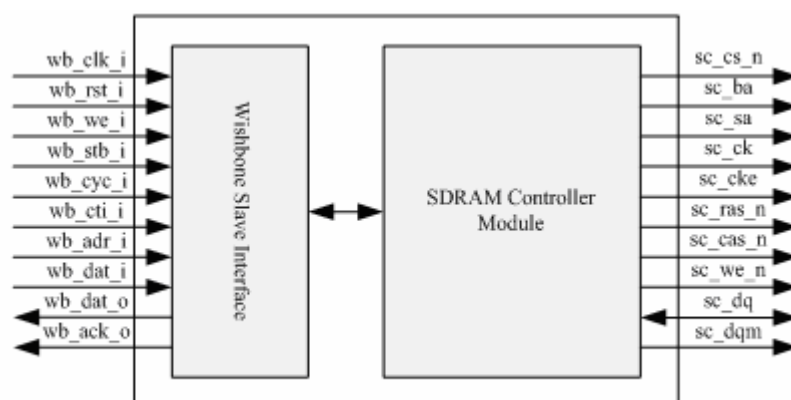 wb_clk_i
wb_rst_i
wb_we_i
wb_stb_i
wb_cyc_i
wb_cti_i
wb_adr_i
wb_dat_i
wb_dat_o
wb_ack_o
Wishbone Slave Interface
SDRAM Controller
Module
sc_cs_n
sc_ba
sc_sa
sc_ck
sc_cke
sc_ras_n
sc_cas_n
sc_we_n
sc_dq
sc_dqm